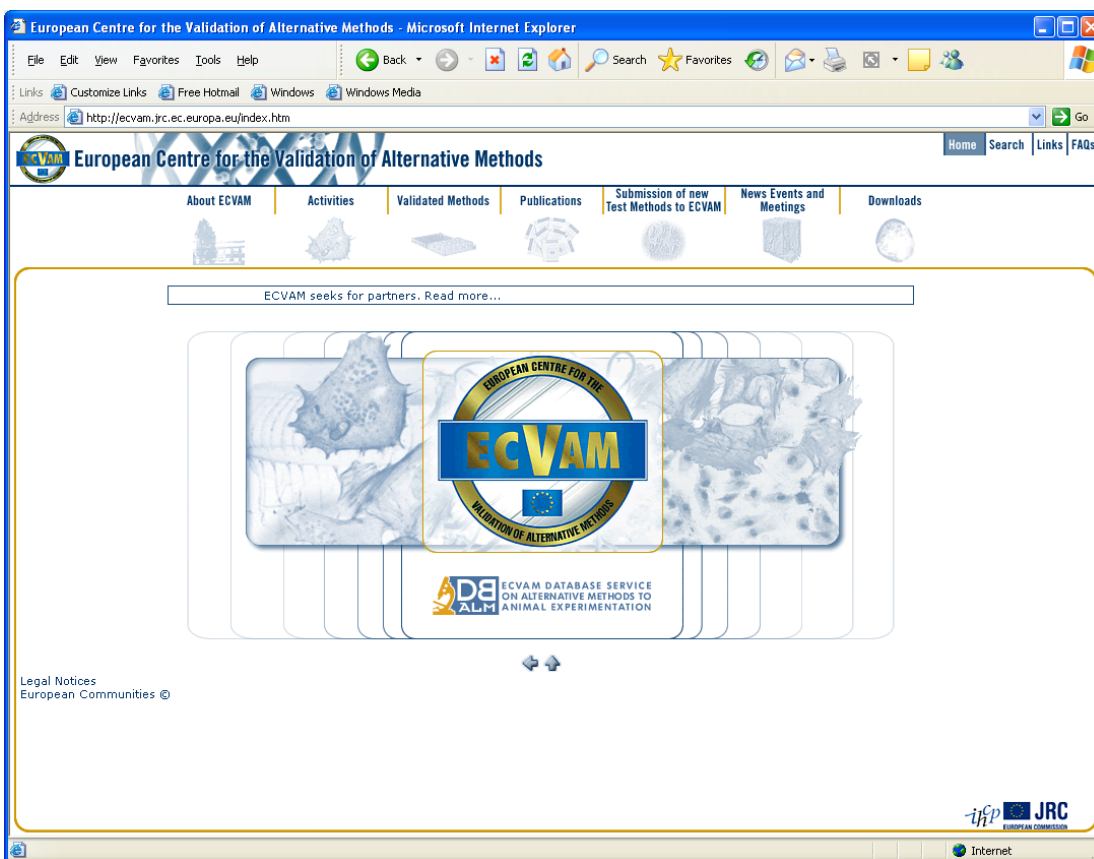 European Centre for the Validation of Alternative Methods - Microsoft Internet Explorer
File Edit View Favorites Tools Help
Back Search Favorites
Links Customize Links Free Hotmail Windows Windows Media
Address http://ecvam.jrc.ec.europa.eu/index.htm Go
ECVAM European Centre for the Validation of Alternative Methods
Home Search Links FAQs
About ECVAM
Activities
Validated Methods
Publications
Submission of new
Test Methods to ECVAM
News Events and
Meetings
Downloads
ECVAM seeks for partners. Read more...
EUROPEAN CENTRE FOR THE
ECVAM
VALIDATION OF ALTERNATIVE METHODS
DB
ALM
ECVAM DATABASE SERVICE
ON ALTERNATIVE METHODS TO
ANIMAL EXPERIMENTATION
Legal Notices
European Communities ©
ihcp JRC
EUROPEAN COMMISSION
Internet